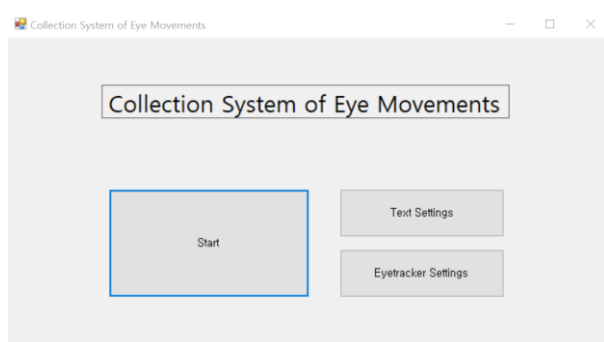 Collection System of Eye Movements
Collection System of Eye Movements
Start
Text Settings
Eyetracker Settings